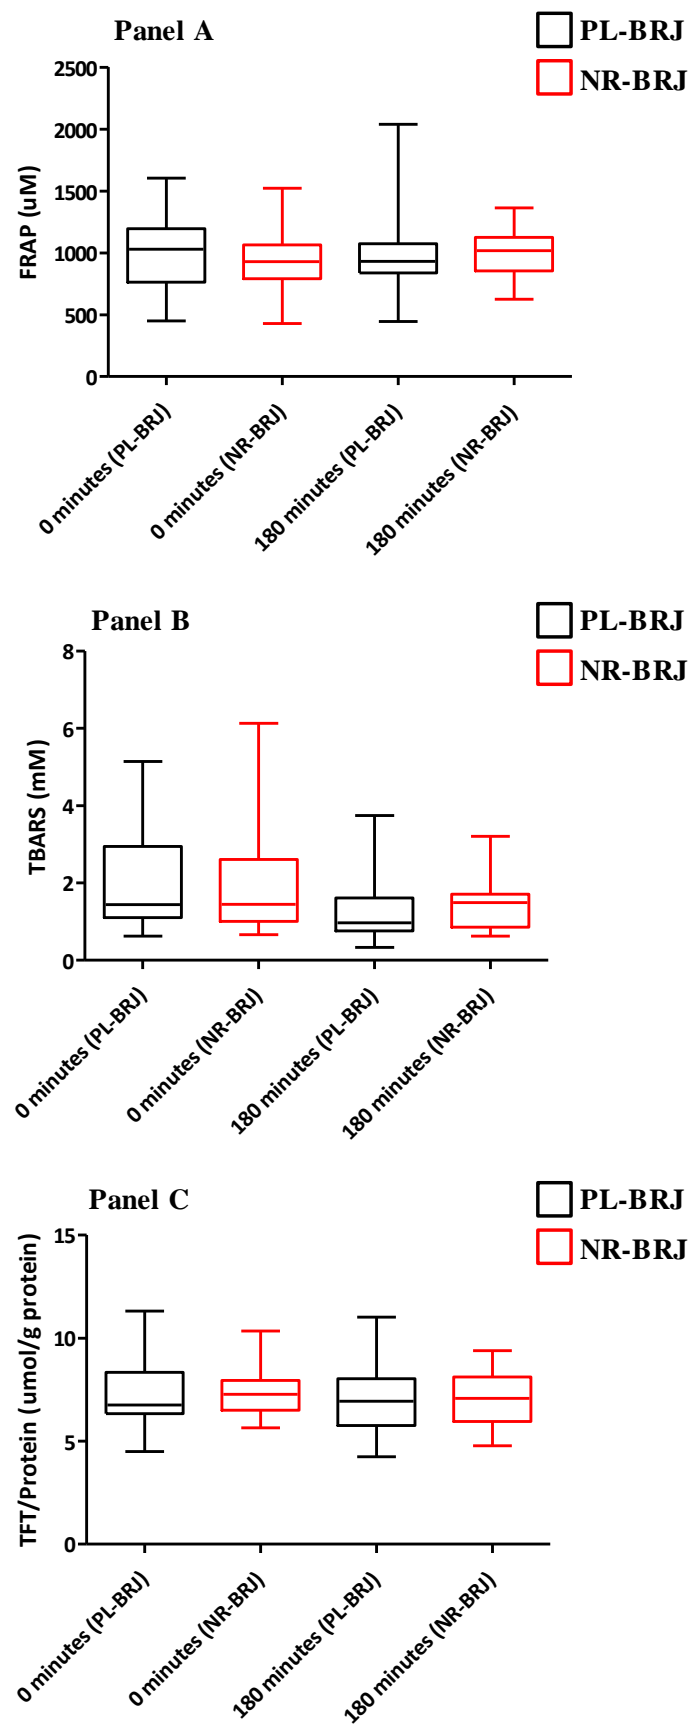 Panel A
PL-BRJ
NR-BRJ
2500
2000
1500
1000
500
0
FRAP (uM)
0 minutes (PL-BRJ)
0 minutes (NR-BRJ)
180 minutes (PL-BRJ)
180 minutes (NR-BRJ)
Panel B
PL-BRJ
NR-BRJ
8
6
4
2
0
TBARS (mM)
0 minutes (PL-BRJ)
0 minutes (NR-BRJ)
180 minutes (PL-BRJ)
180 minutes (NR-BRJ)
Panel C
PL-BRJ
NR-BRJ
15
10
5
0
TFT/Protein (umol/g protein)
0 minutes (PL-BRJ)
0 minutes (NR-BRJ)
180 minutes (PL-BRJ)
180 minutes (NR-BRJ)